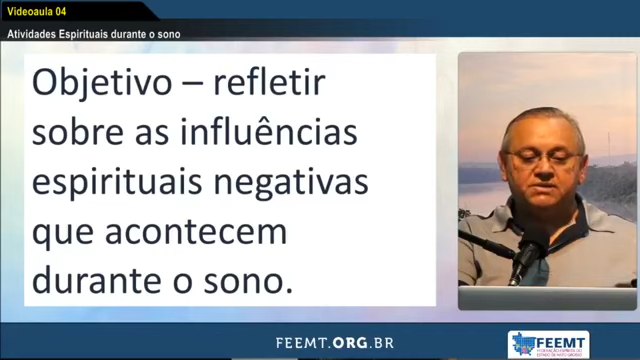 Videoaula 04
Atividades Espirituais durante o sono
Objetivo – refletir
sobre as influências
espirituais negativas
que acontecem
durante o sono.
FEEMT.ORG.BR
FEEMT